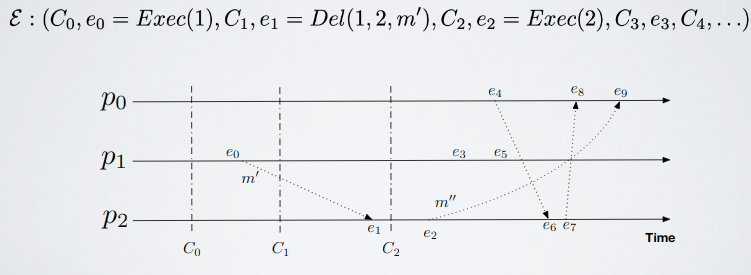 ℰ : (C₀, e₀ = Exec(1), C₁, e₁ = Del(1, 2, m′), C₂, e₂ = Exec(2), C₃, e₃, C₄, …)
p₀ e₄ e₈ e₉
p₁ e₀ e₃ e₅
m′
m″
p₂ e₁ e₂ e₆ e₇
Time
C₀ C₁ C₂